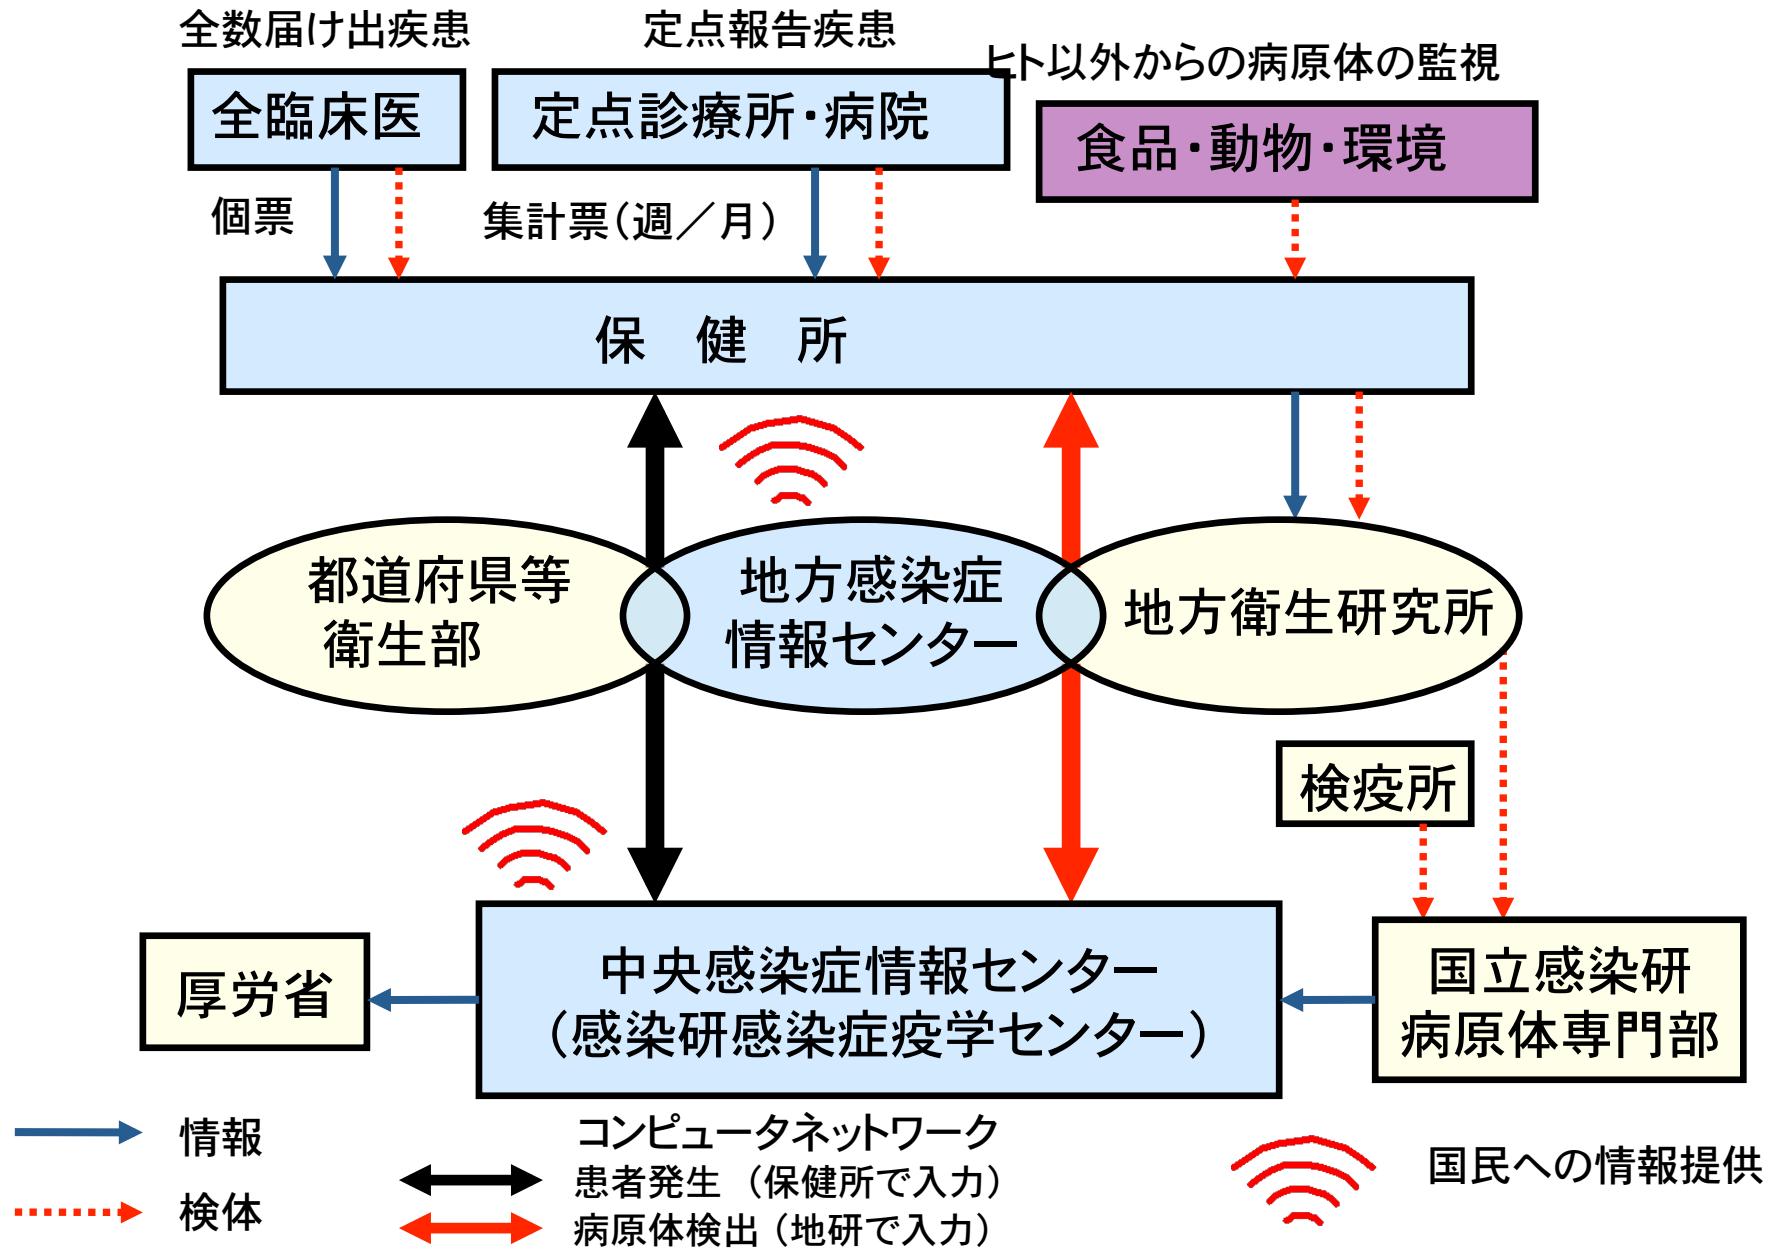 全数届け出疾患
定点報告疾患
ヒト以外からの病原体の監視
全臨床医
定点診療所・病院
食品・動物・環境
個票
集計票（週／月）
保　健　所
都道府県等
衛生部
地方感染症
情報センター
地方衛生研究所
検疫所
厚労省
中央感染症情報センター
（感染研感染症疫学センター）
国立感染研
病原体専門部
情報
検体
コンピュータネットワーク
患者発生 （保健所で入力）
病原体検出（地研で入力）
国民への情報提供